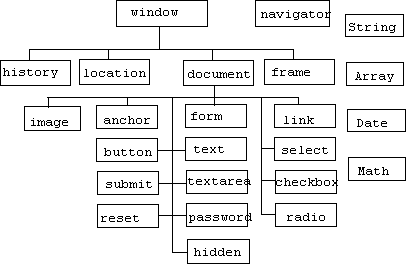 window
navigator
String
history
location
document
frame
Array
image
anchor
form
link
Date
button
text
select
submit
textarea
checkbox
Math
reset
password
radio
hidden